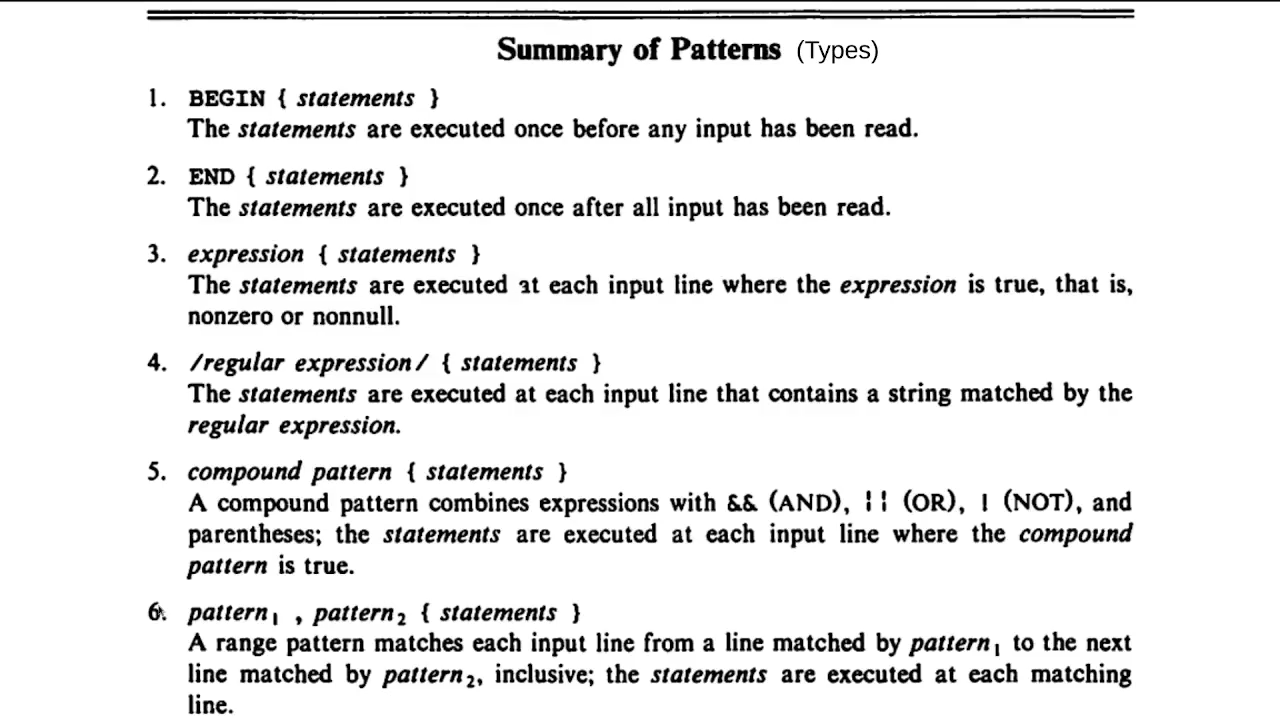 Summary of Patterns (Types)
1. BEGIN { statements }
The statements are executed once before any input has been read.
2. END { statements }
The statements are executed once after all input has been read.
3. expression { statements }
The statements are executed at each input line where the expression is true, that is,
nonzero or nonnull.
4. /regular expression/ { statements }
The statements are executed at each input line that contains a string matched by the
regular expression.
5. compound pattern { statements }
A compound pattern combines expressions with && (AND), || (OR), ! (NOT), and
parentheses; the statements are executed at each input line where the compound
pattern is true.
6. pattern₁ , pattern₂ { statements }
A range pattern matches each input line from a line matched by pattern₁ to the next
line matched by pattern₂, inclusive; the statements are executed at each matching
line.